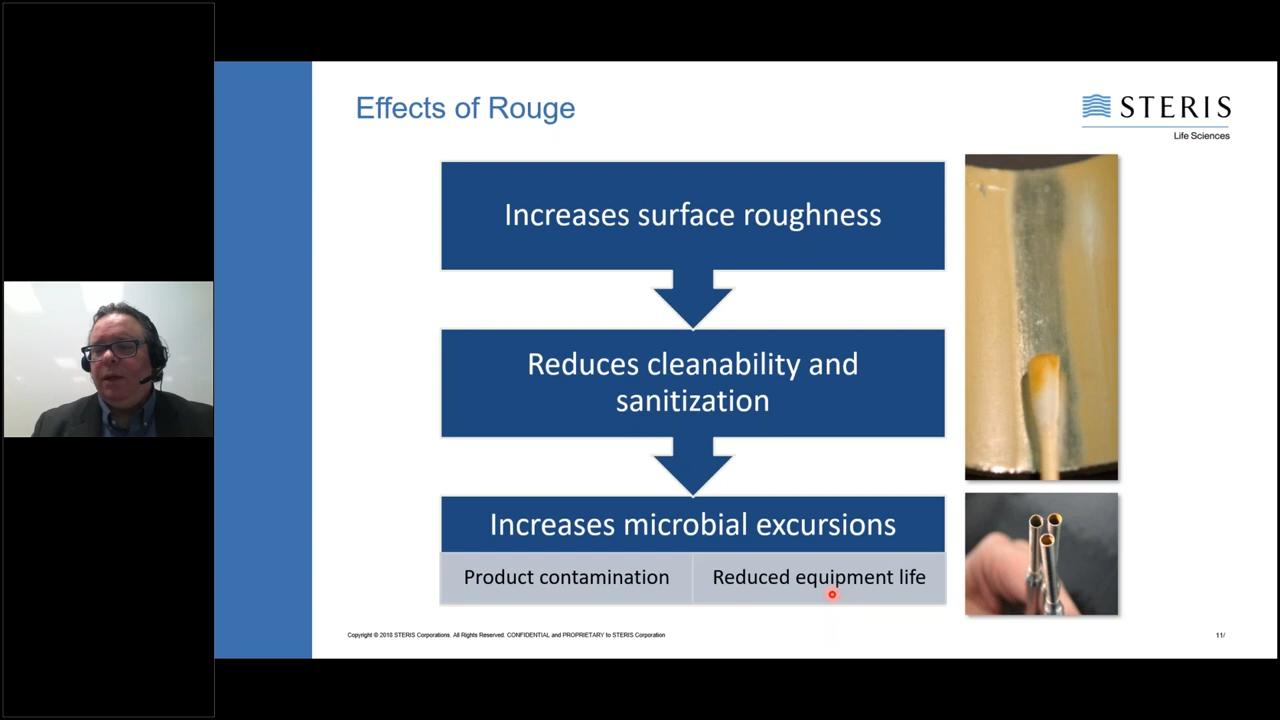 Effects of Rouge
STERIS
Life Sciences
Increases surface roughness
Reduces cleanability and
sanitization
Increases microbial excursions
Product contamination
Reduced equipment life
Copyright © 2018 STERIS Corporations. All Rights Reserved. CONFIDENTIAL and PROPRIETARY to STERIS Corporation
11/